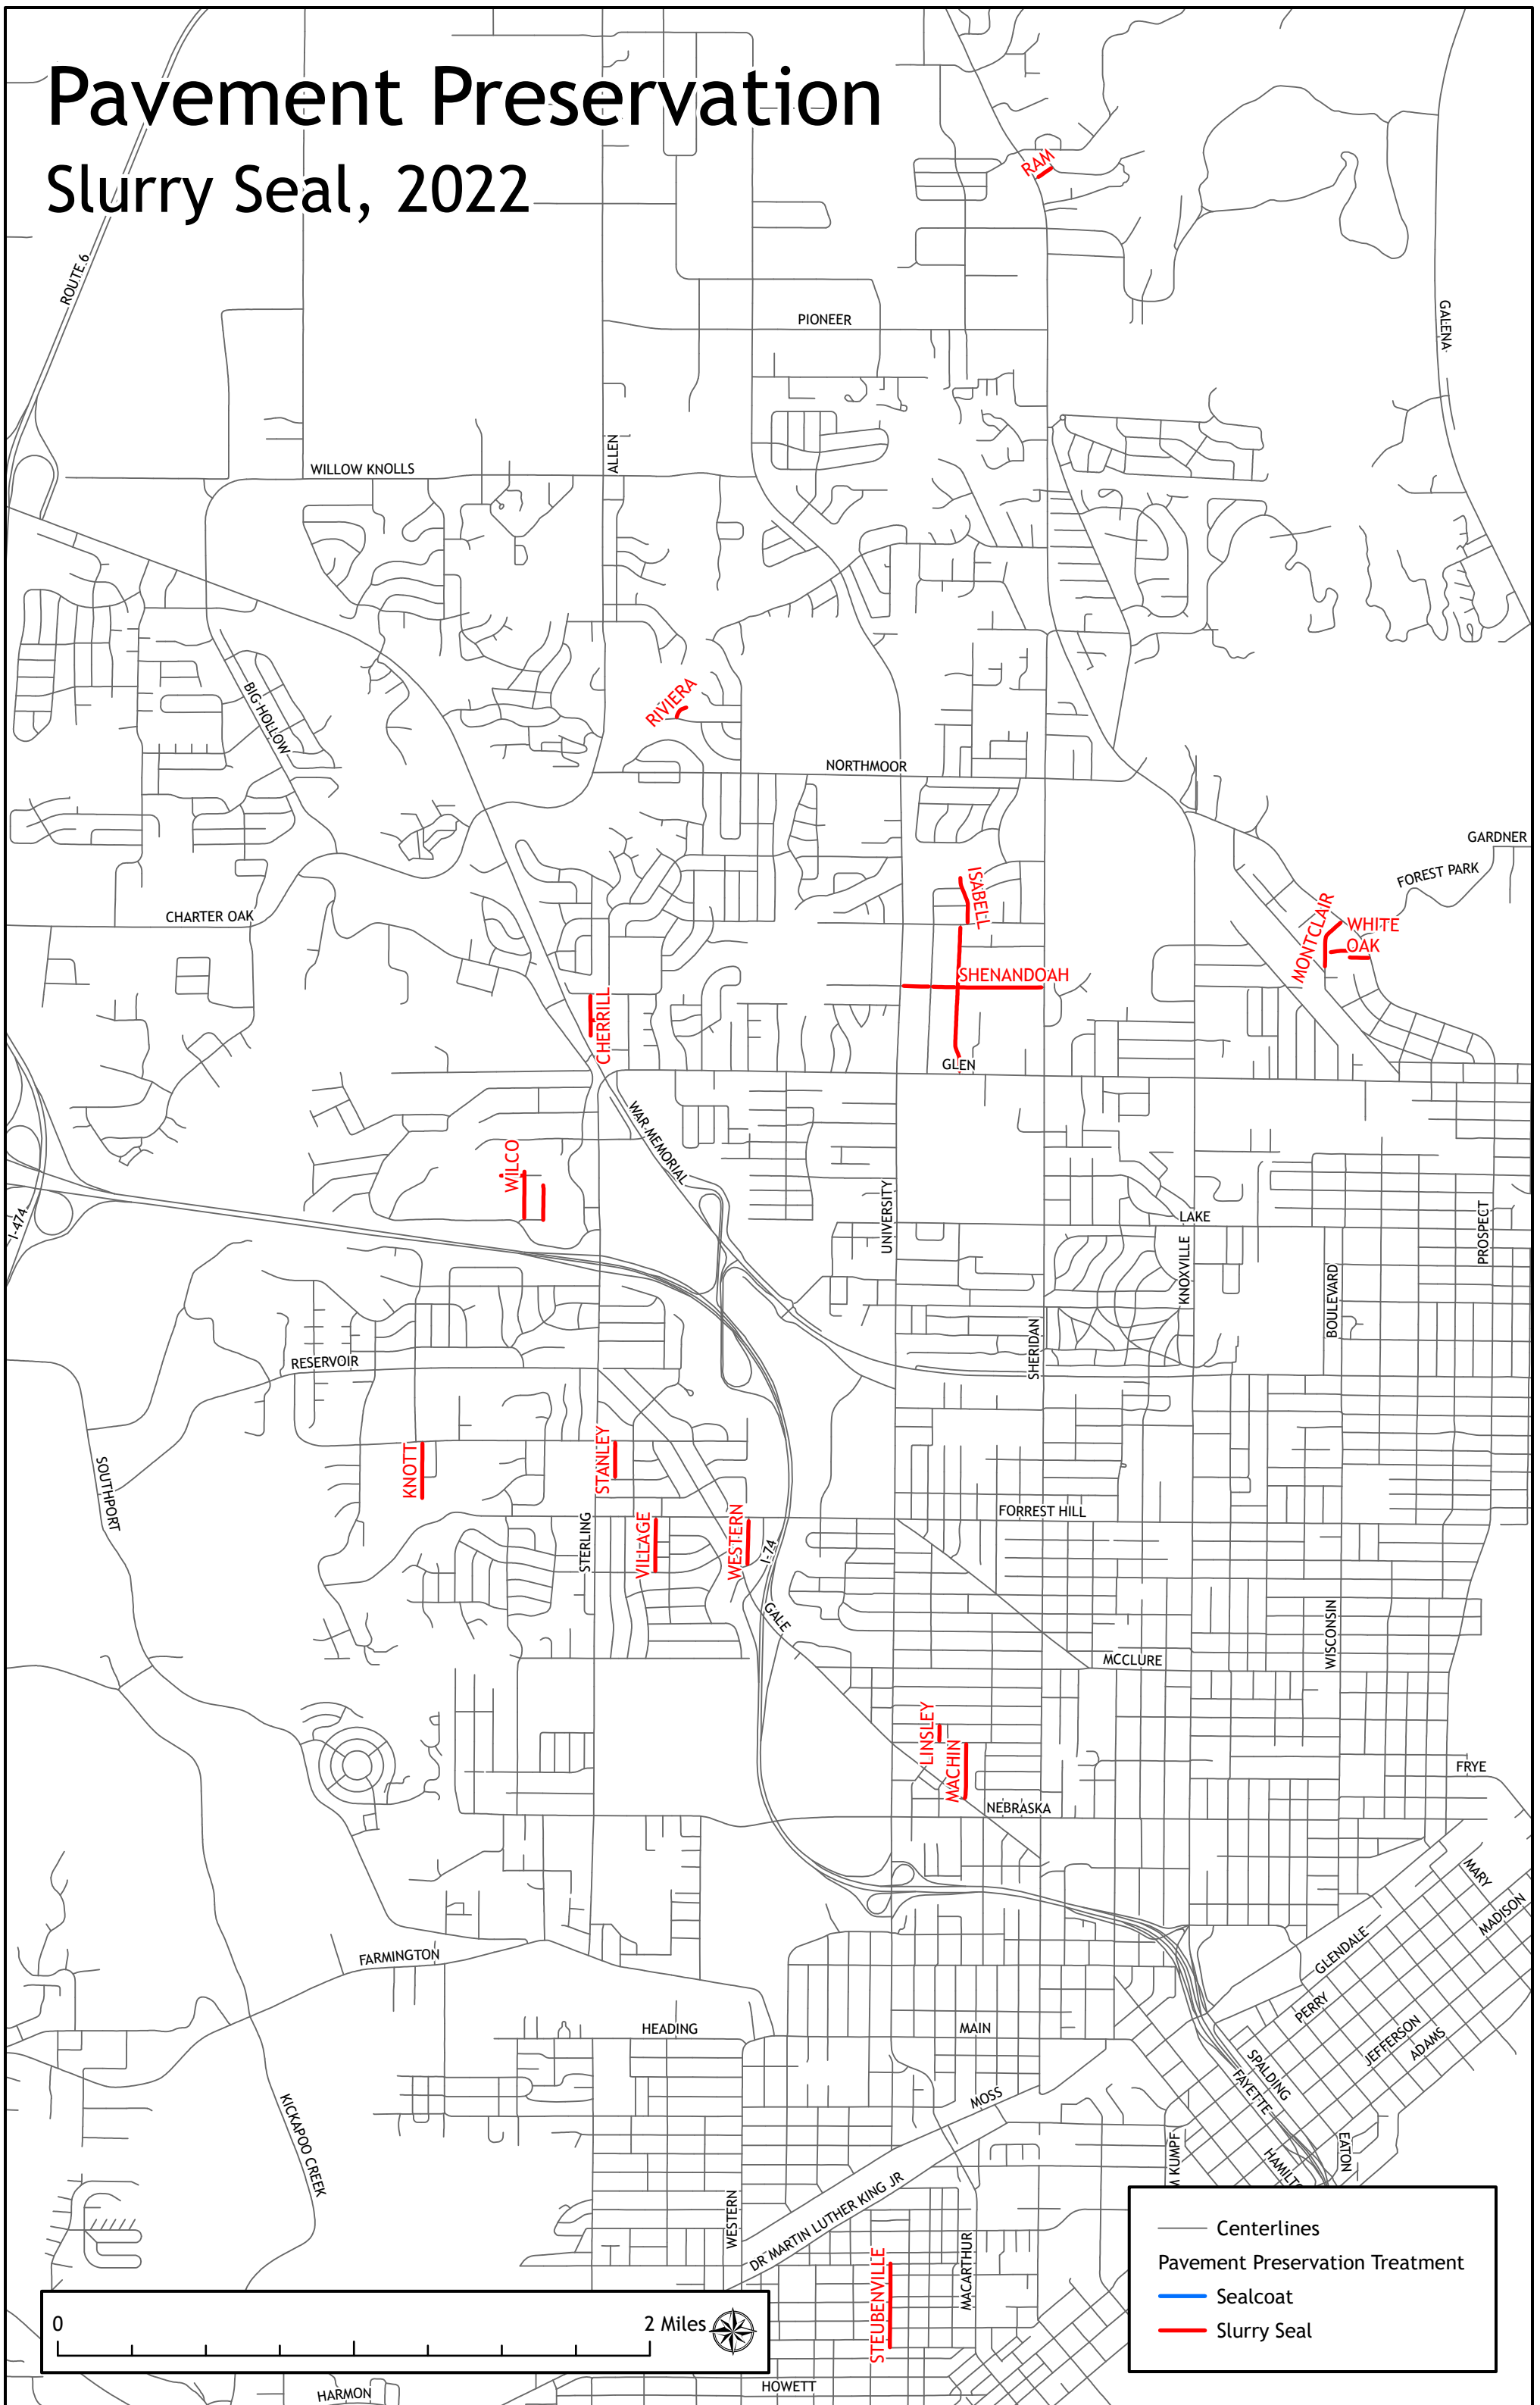 Pavement Preservation
Slurry Seal, 2022
RAM
ROUTE 6
GALENA
PIONEER
ALLEN
WILLOW KNOLLS
RIVIERA
BIG HOLLOW
NORTHMOOR
GARDNER
FOREST PARK
ISABELL
MONTCLAIR
WHITE
OAK
CHARTER OAK
SHENANDOAH
CHERRILL
GLEN
WAR MEMORIAL
WILCO
UNIVERSITY
I-474
LAKE
PROSPECT
KNOXVILLE
BOULEVARD
SHERIDAN
RESERVOIR
KNOTT
STANLEY
SOUTHPORT
FORREST HILL
STERLING
VILLAGE
WESTERN
I-74
GALE
WISCONSIN
MCCLURE
LINSLEY
MACHIN
FRYE
NEBRASKA
MARY
MADISON
GLENDALE
FARMINGTON
PERRY
HEADING
MAIN
JEFFERSON
ADAMS
SPALDING
FAYETTE
MOSS
KICKAPOO CREEK
M KUMPF
EATON
HAMILT
DR MARTIN LUTHER KING JR
WESTERN
MACARTHUR
STEUBENVILLE
Centerlines
Pavement Preservation Treatment
Sealcoat
Slurry Seal
0
2 Miles
HOWETT
HARMON